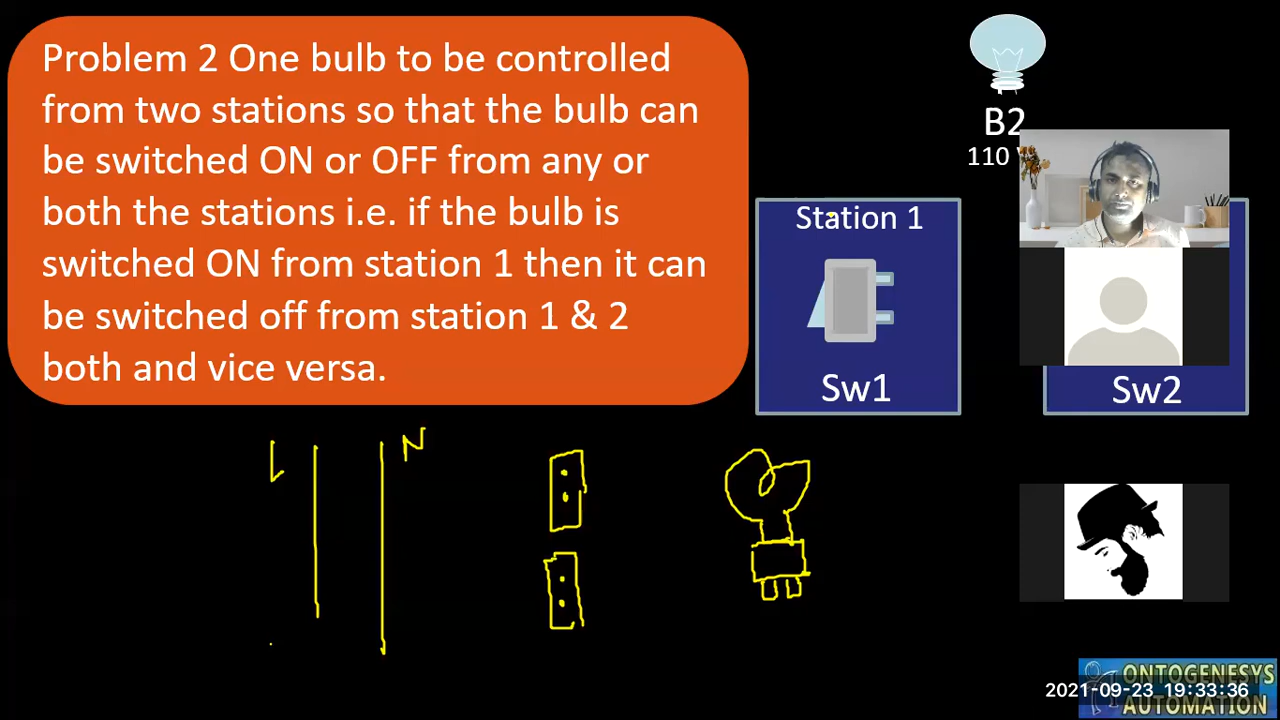 Problem 2 One bulb to be controlled
from two stations so that the bulb can
be switched ON or OFF from any or
both the stations i.e. if the bulb is
switched ON from station 1 then it can
be switched off from station 1 & 2
both and vice versa.
B2
110
Station 1
Sw1
Sw2
L
N
ONTOGENESYS
AUTOMATION
2021-09-23 19:33:36